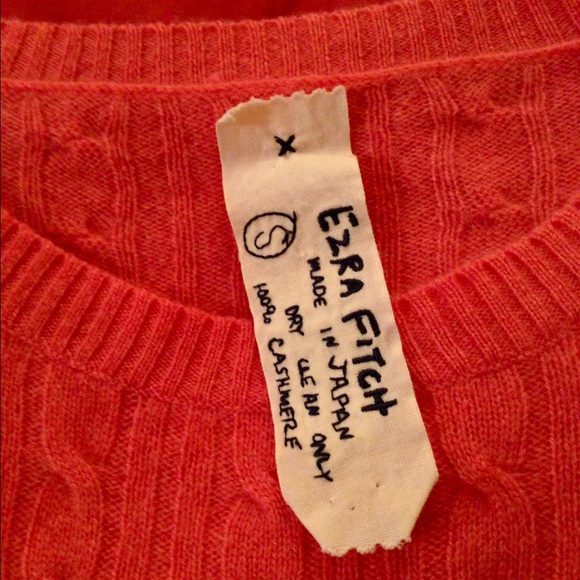 X
S
EZRA FITCH
MADE IN JAPAN
DRY CLEAN ONLY
100% CASHMERE